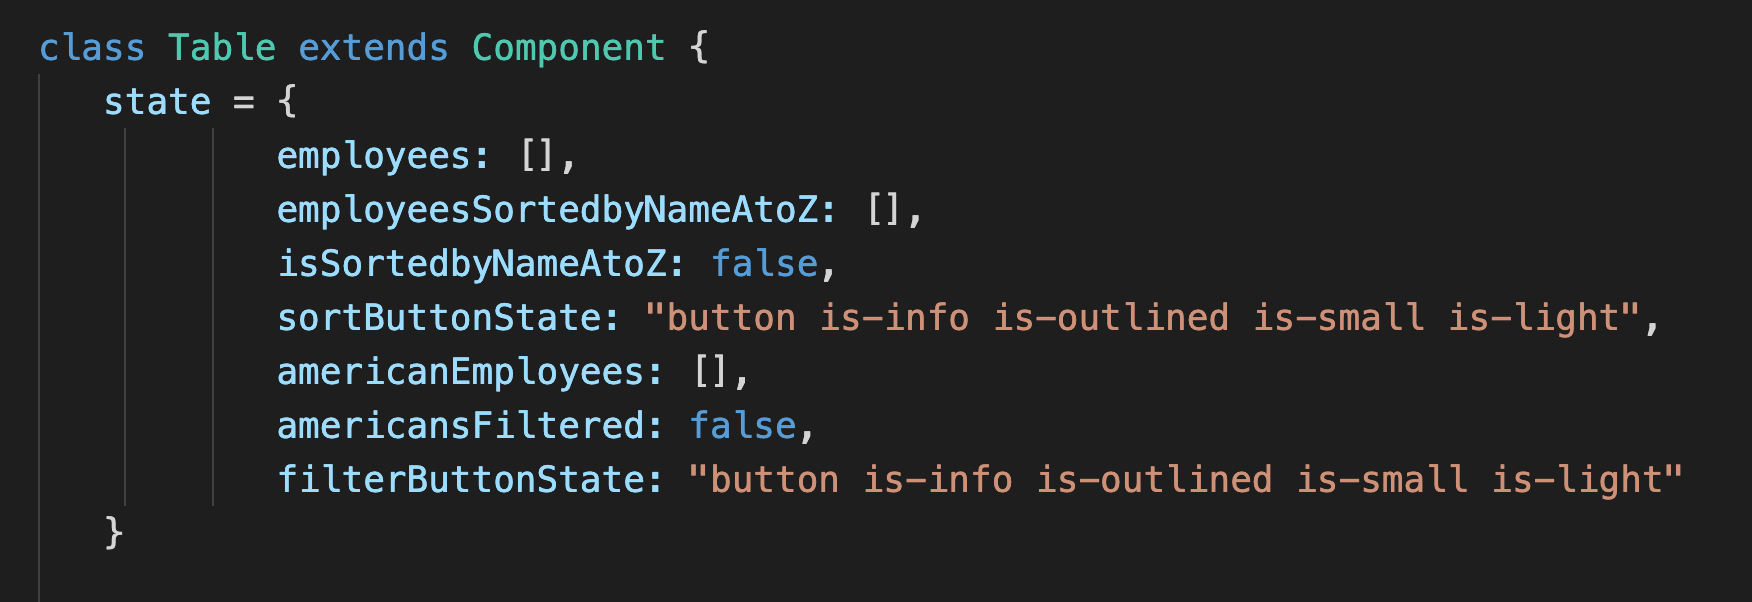 class Table extends Component {
state = {
employees: [],
employeesSortedbyNameAtoZ: [],
isSortedbyNameAtoZ: false,
sortButtonState: "button is-info is-outlined is-small is-light",
americanEmployees: [],
americansFiltered: false,
filterButtonState: "button is-info is-outlined is-small is-light"
}